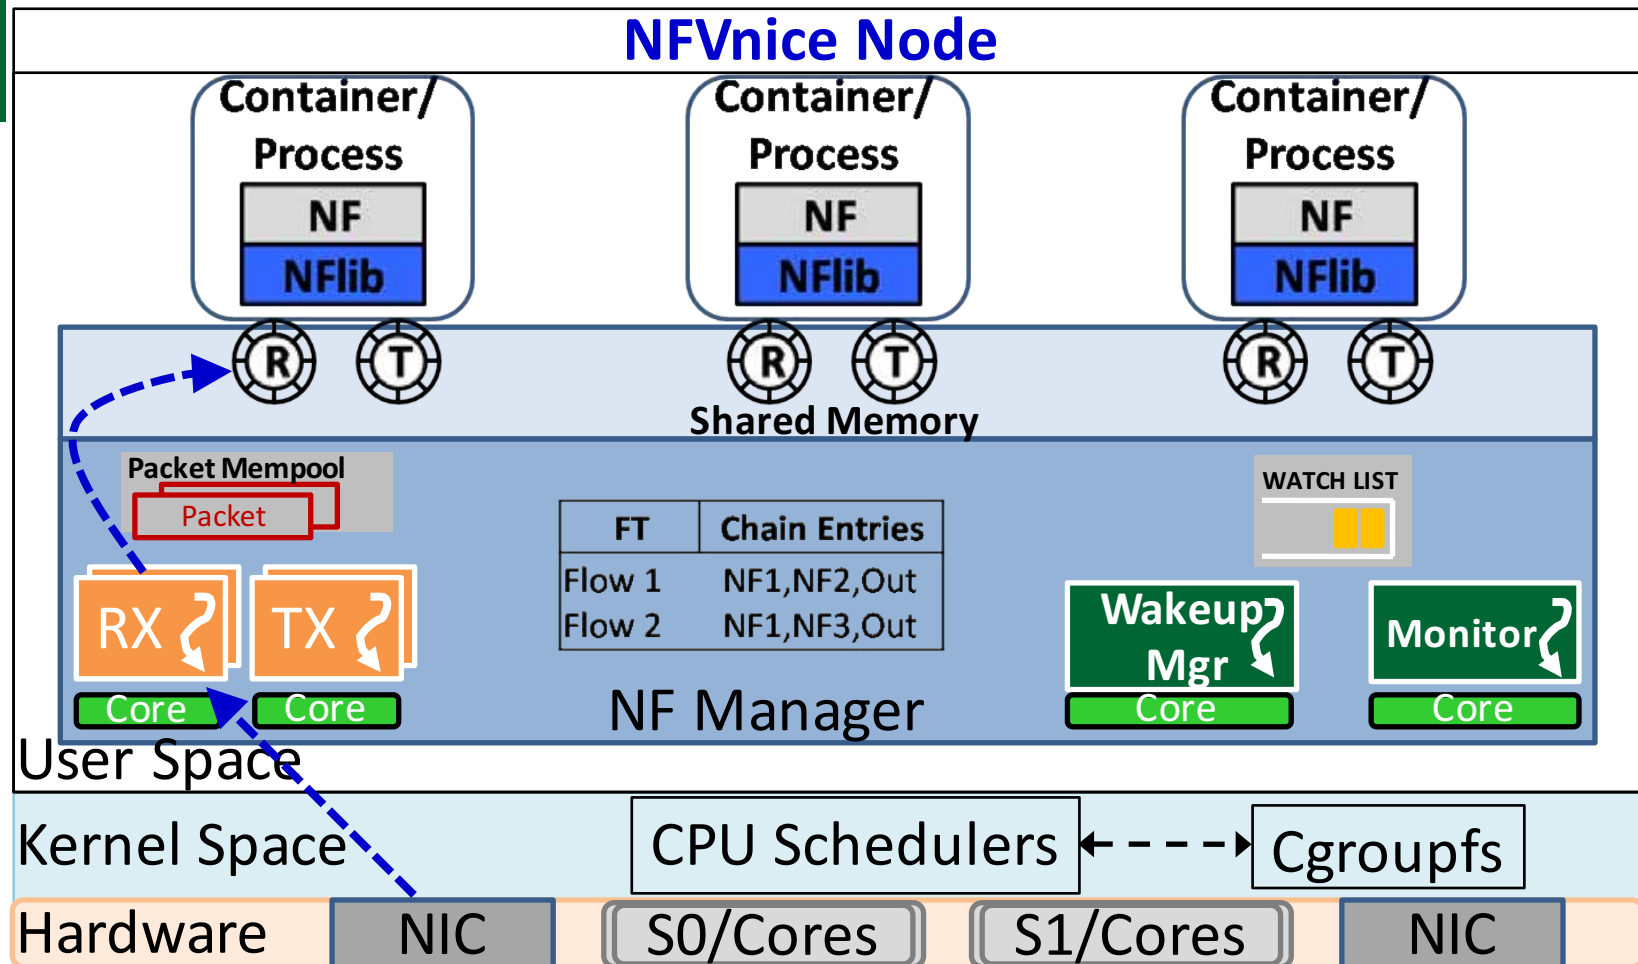 NFVnice Node
Container/
Process
NF
NFlib
R T
Container/
Process
NF
NFlib
R T
Container/
Process
NF
NFlib
R T
Shared Memory
Packet Mempool
Packet
RX
TX
Core
Core
FT Chain Entries
Flow 1 NF1,NF2,Out
Flow 2 NF1,NF3,Out
NF Manager
WATCH LIST
Wakeup
Mgr
Monitor
Core
Core
User Space
Kernel Space
CPU Schedulers
Cgroupfs
Hardware
NIC
S0/Cores
S1/Cores
NIC